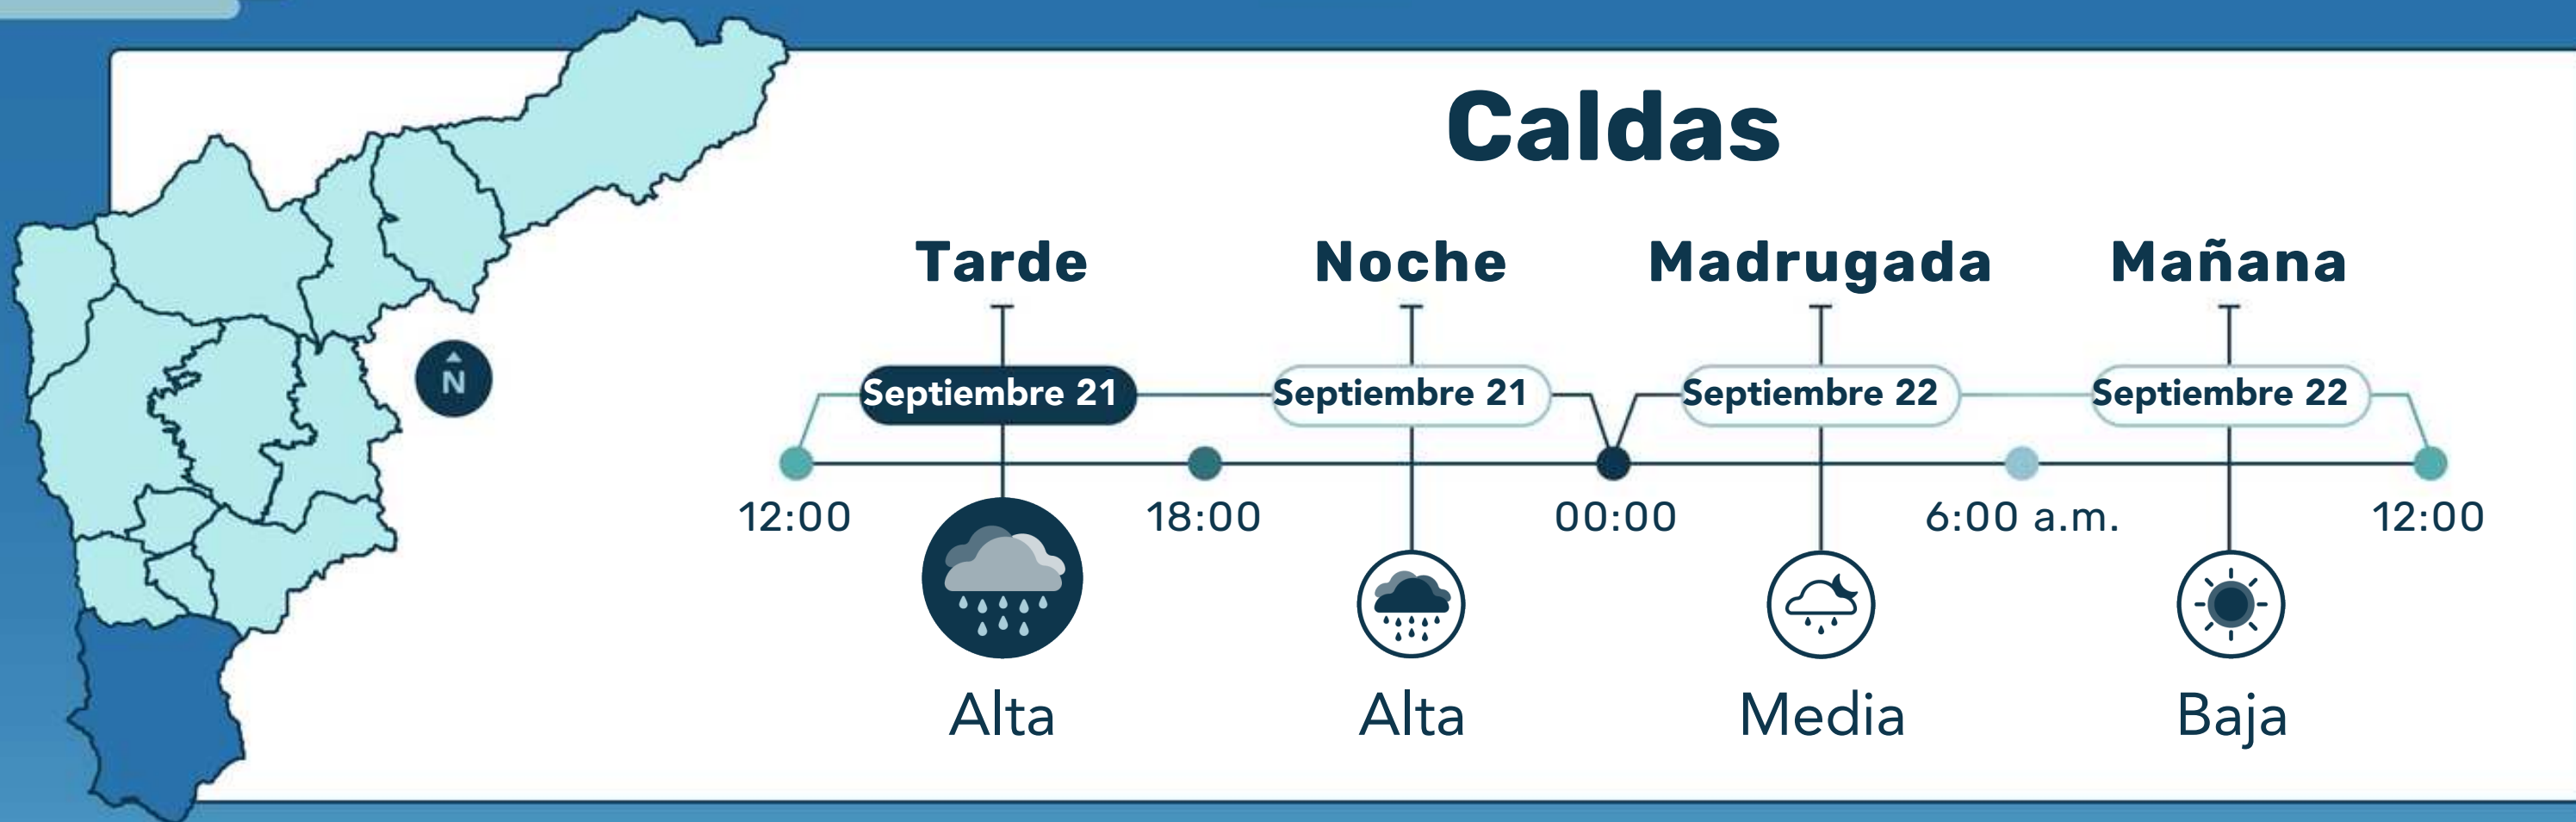 Caldas
Tarde Noche Madrugada Mañana
N
Septiembre 21 Septiembre 21 Septiembre 22 Septiembre 22
12:00 18:00 00:00 6:00 a.m. 12:00
Alta Alta Media Baja